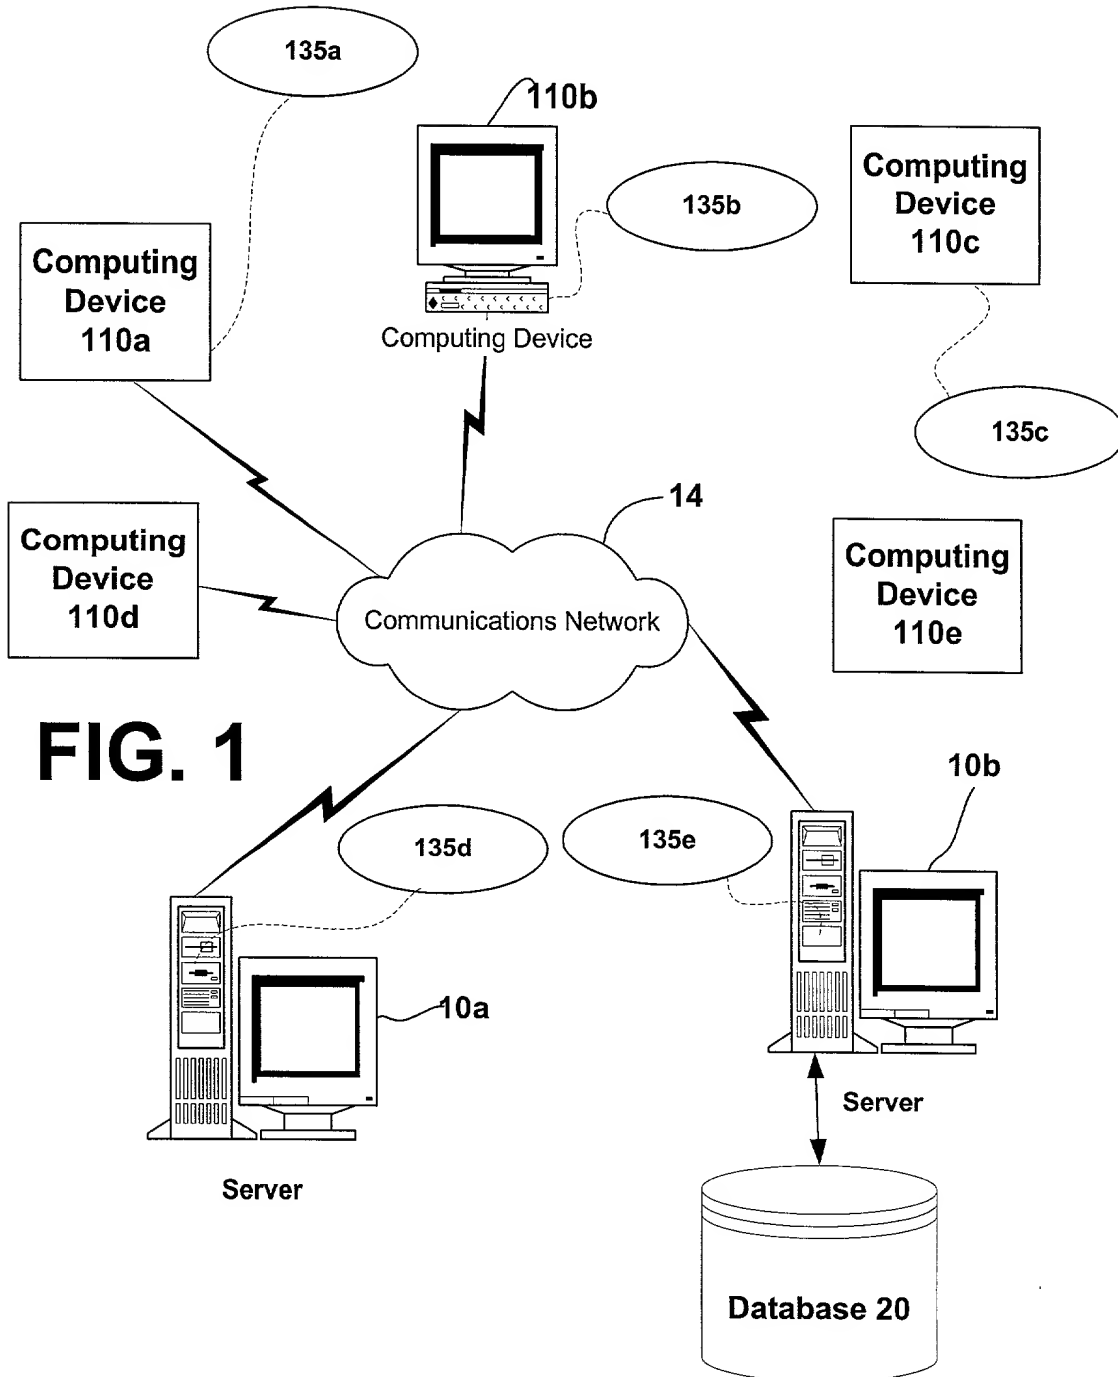 135a
110b
135b
Computing
Device
110c
Computing
Device
110a
Computing Device
135c
14
Computing
Device
110d
Communications Network
Computing
Device
110e
FIG. 1
10b
135d
135e
10a
Server
Server
Database 20